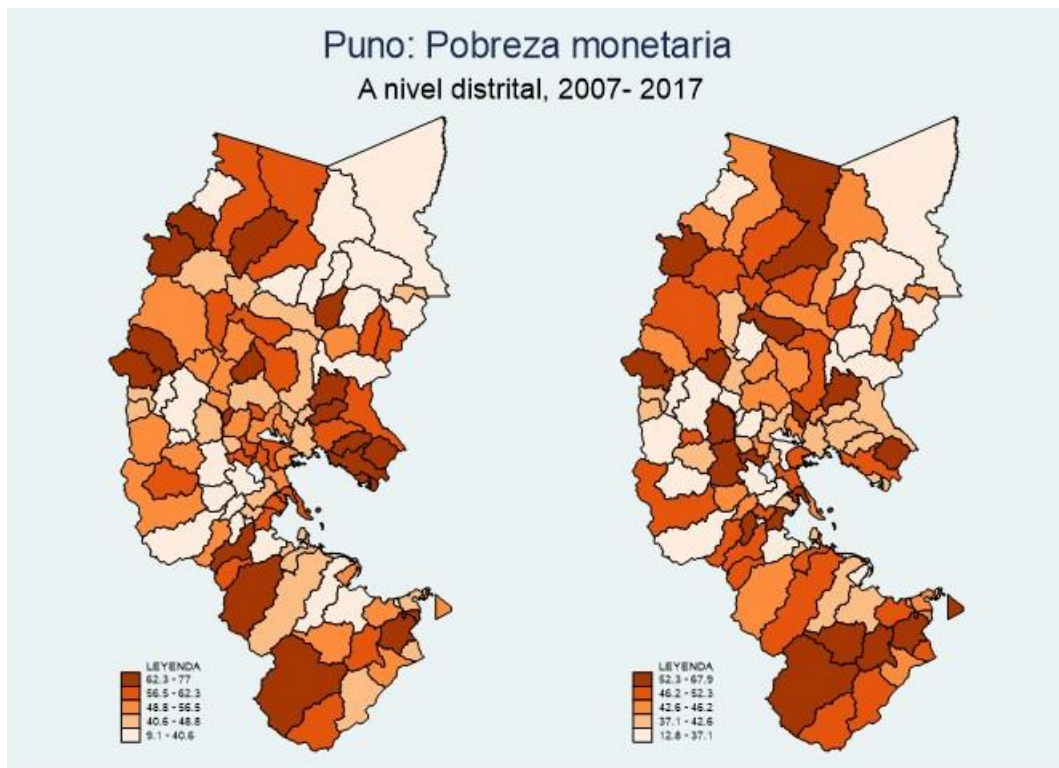 Puno: Pobreza monetaria
A nivel distrital, 2007- 2017
LEYENDA
62.3 - 77
56.5 - 62.3
48.8 - 56.5
40.6 - 48.8
9.1 - 40.6
LEYENDA
52.3 - 67.9
46.2 - 52.3
42.6 - 46.2
37.1 - 42.6
12.8 - 37.1